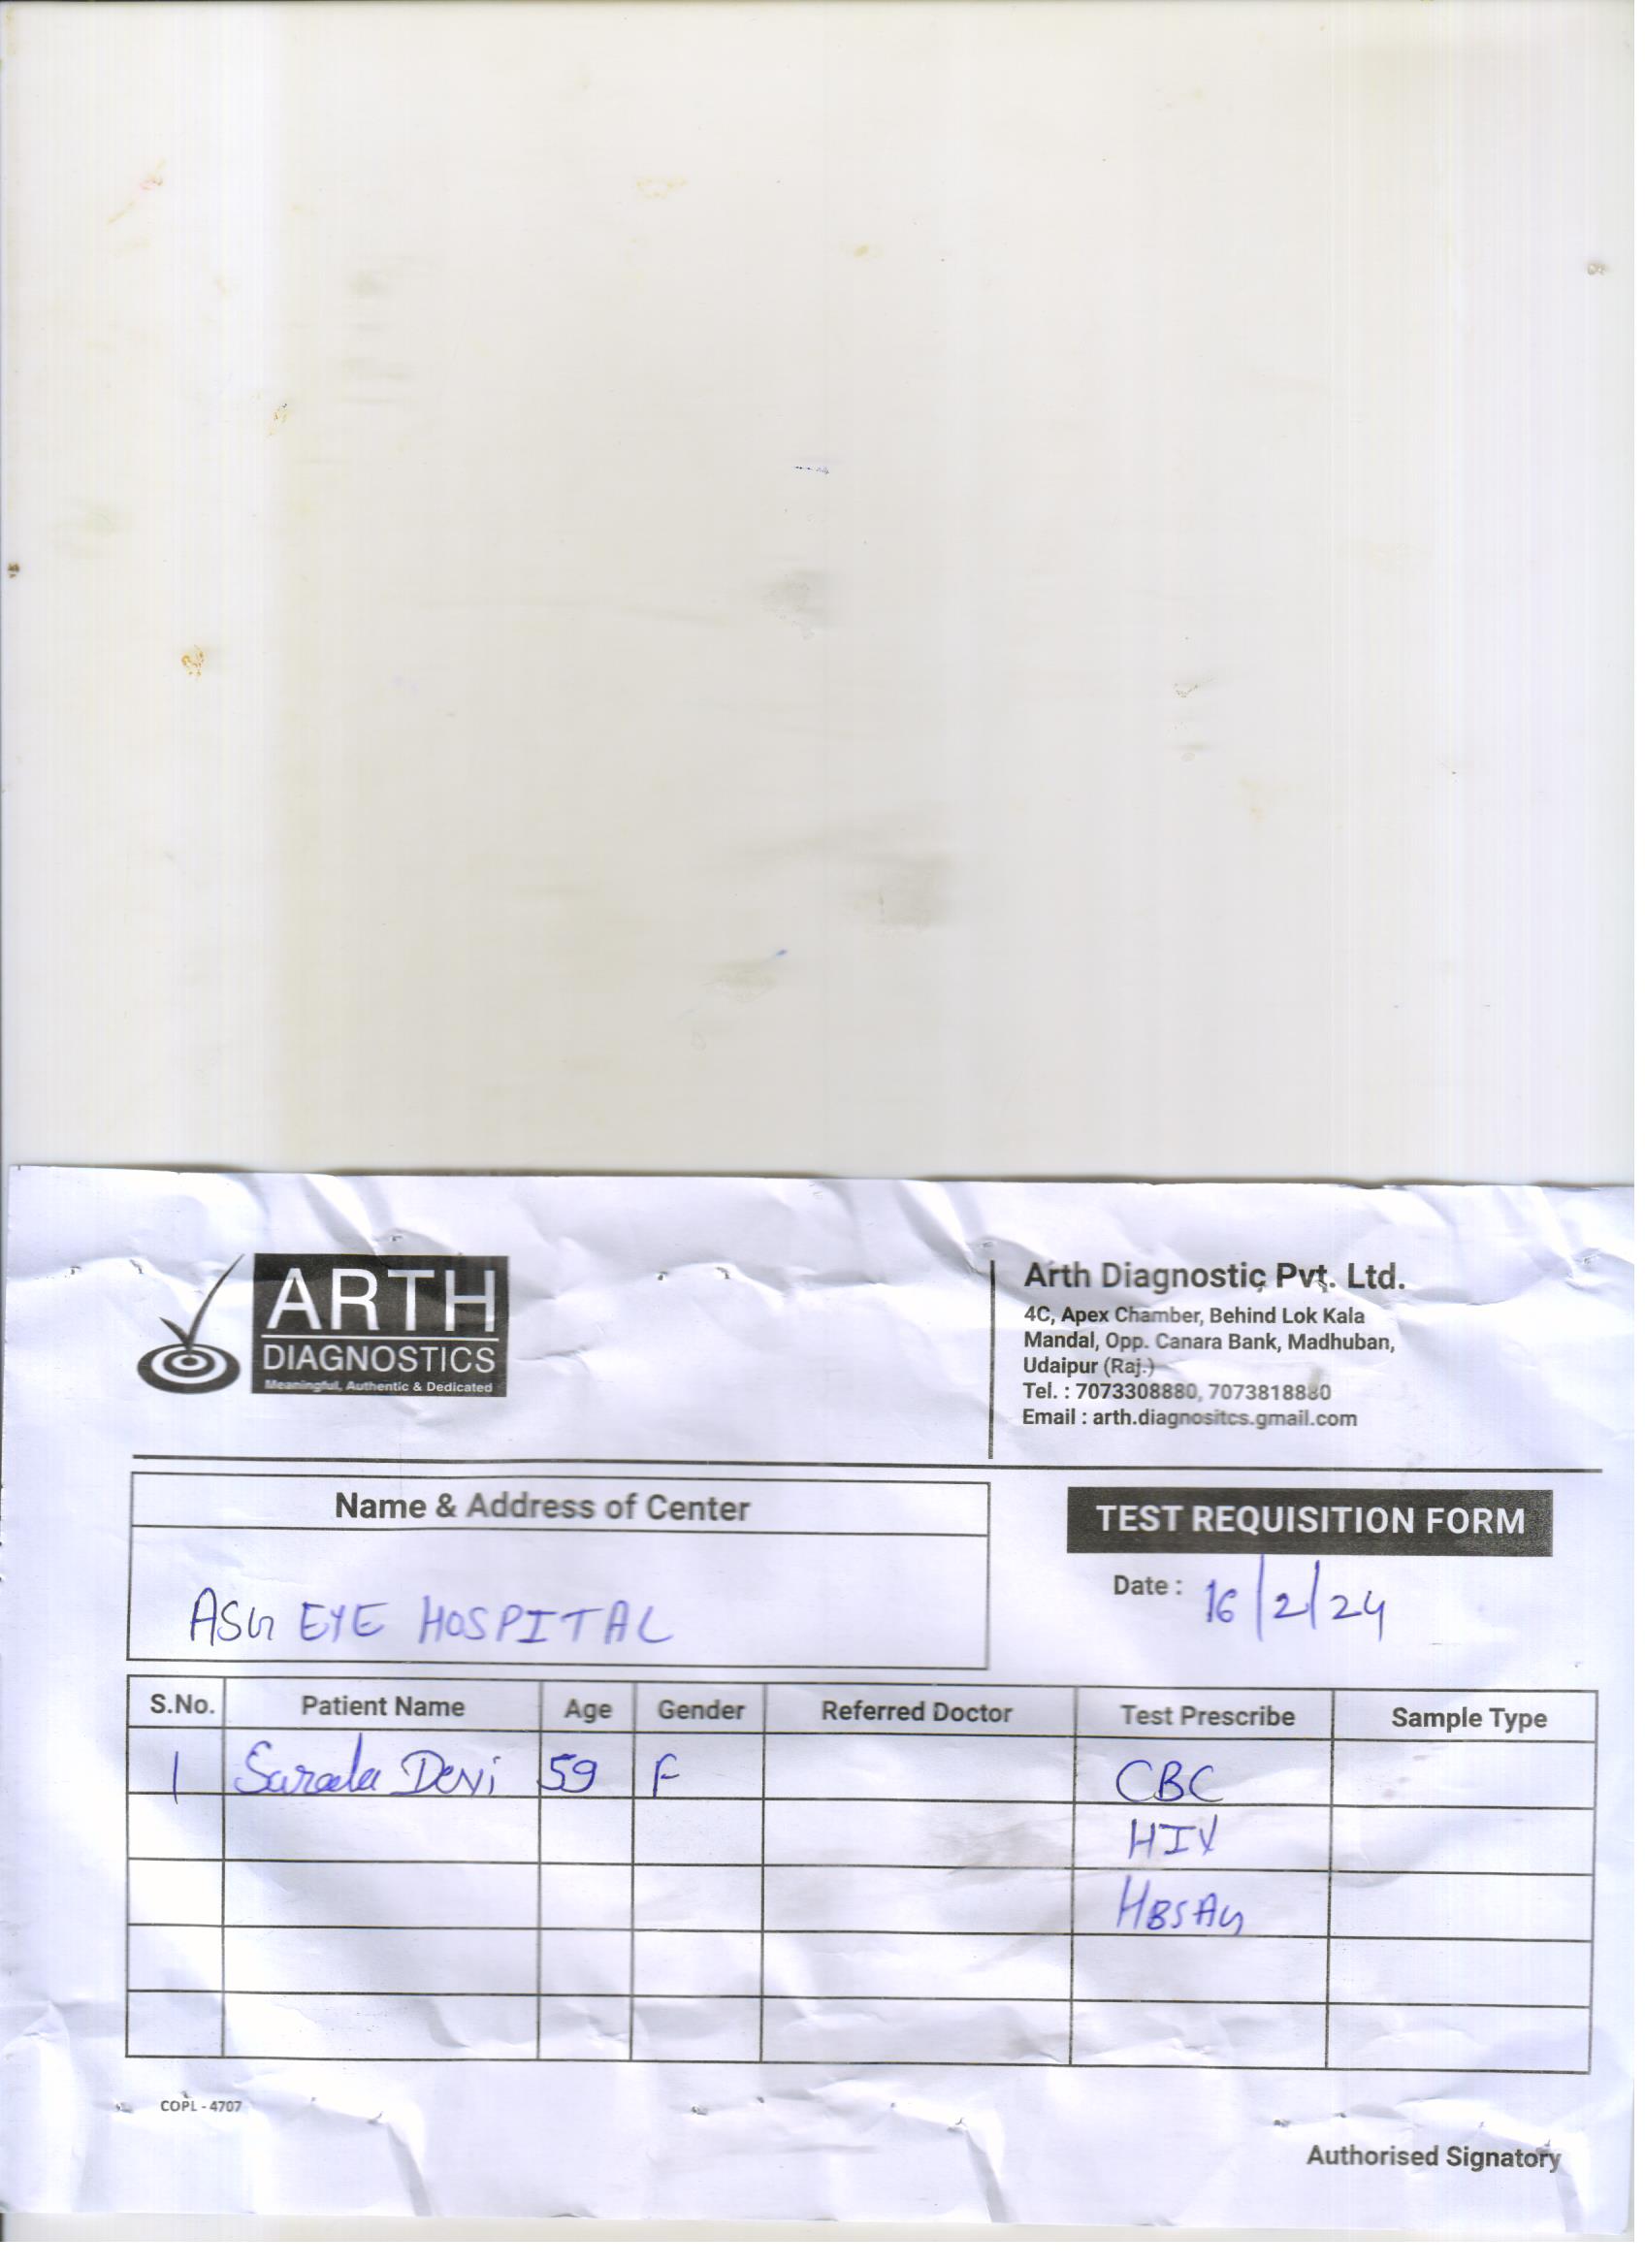 ARTH
DIAGNOSTICS
Meaningful, Authentic & Dedicated
Arth Diagnostic Pvt. Ltd.
4C, Apex Chamber, Behind Lok Kala
Mandal, Opp. Canara Bank, Madhuban,
Udaipur (Raj.)
Tel. : 7073308880, 7073818880
Email : arth.diagnositcs.gmail.com
Name & Address of Center
ASG EYE HOSPITAL
TEST REQUISITION FORM
Date : 16/2/24
S.No. Patient Name Age Gender Referred Doctor Test Prescribe Sample Type
1 Sarada Devi 59 F CBC
HIV
HBSAG
COPL - 4707
Authorised Signatory